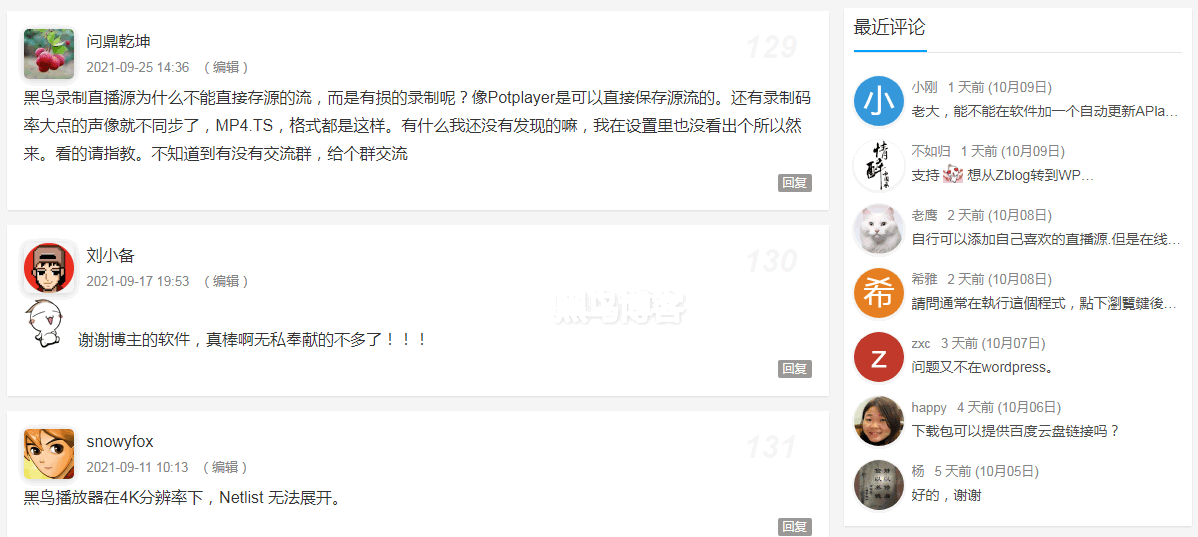 问鼎乾坤
129
2021-09-25 14:36 （ 编辑 ）
黑鸟录制直播源为什么不能直接存源的流，而是有损的录制呢？像Potplayer是可以直接保存源流的。还有录制码
率大点的声像就不同步了，MP4.TS，格式都是这样。有什么我还没有发现的嘛，我在设置里也没看出个所以然
来。看的请指教。不知道到有没有交流群，给个群交流
回复
刘小备
130
2021-09-17 19:53 （ 编辑 ）
黑鸟博客
谢谢博主的软件，真棒啊无私奉献的不多了！！！
回复
snowyfox
131
2021-09-11 10:13 （ 编辑 ）
黑鸟播放器在4K分辨率下，Netlist 无法展开。
回复
最近评论
小
小刚 1 天前 (10月09日)
老大，能不能在软件加一个自动更新APIa...
情醉
不如归 1 天前 (10月09日)
支持 想从Zblog转到WP...
老鹰 2 天前 (10月08日)
自行可以添加自己喜欢的直播源.但是在线...
希
希雅 2 天前 (10月08日)
請問通常在執行這個程式，點下瀏覽鍵後...
z
zxc 3 天前 (10月07日)
问题又不在wordpress。
happy 4 天前 (10月06日)
下载包可以提供百度云盘链接吗？
杨 5 天前 (10月05日)
好的，谢谢